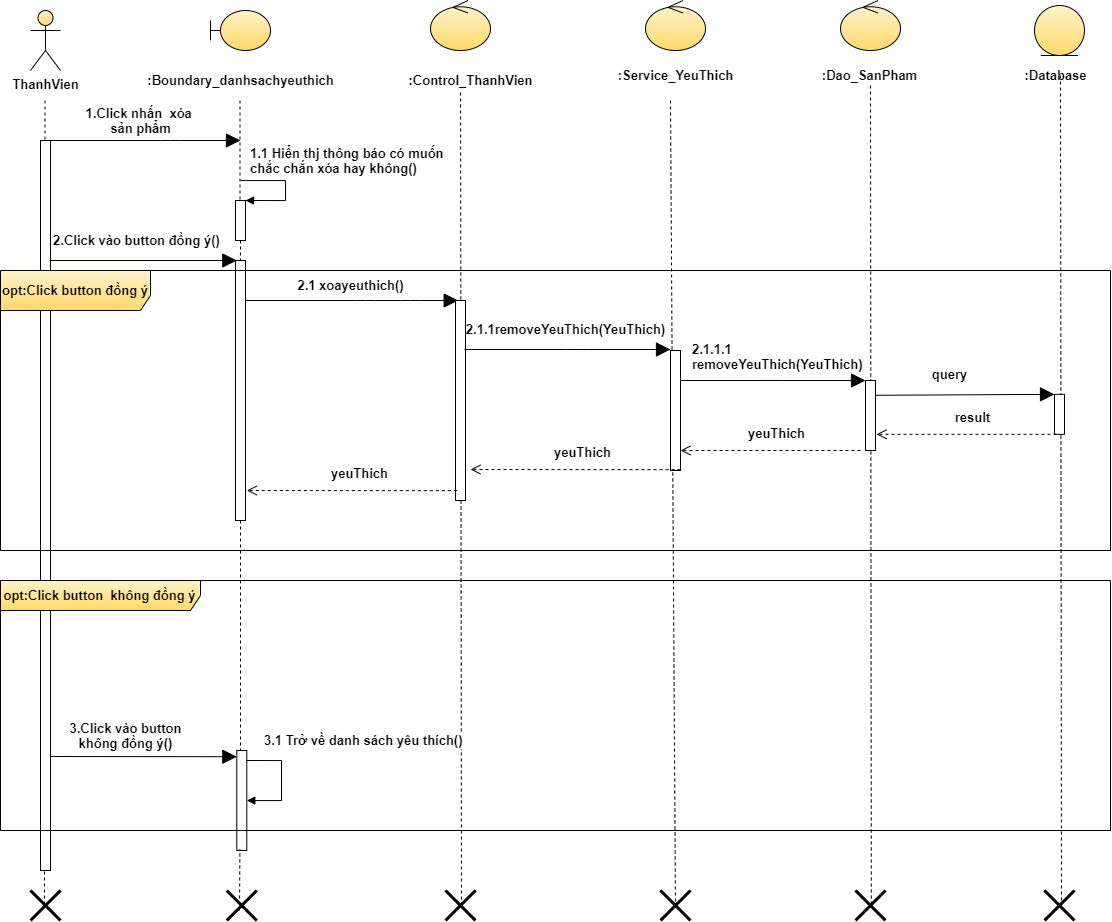 ThanhVien
:Boundary_danhsachyeuthich
:Control_ThanhVien
:Service_YeuThich
:Dao_SanPham
:Database
1.Click nhấn xóa
sản phẩm
1.1 Hiển thị thông báo có muốn
chắc chắn xóa hay không()
2.Click vào button đồng ý()
opt:Click button đồng ý
2.1 xoayeuthich()
2.1.1removeYeuThich(YeuThich)
2.1.1.1
removeYeuThich(YeuThich)
query
result
yeuThich
yeuThich
yeuThich
opt:Click button không đồng ý
3.Click vào button
không đồng ý()
3.1 Trở về danh sách yêu thích()